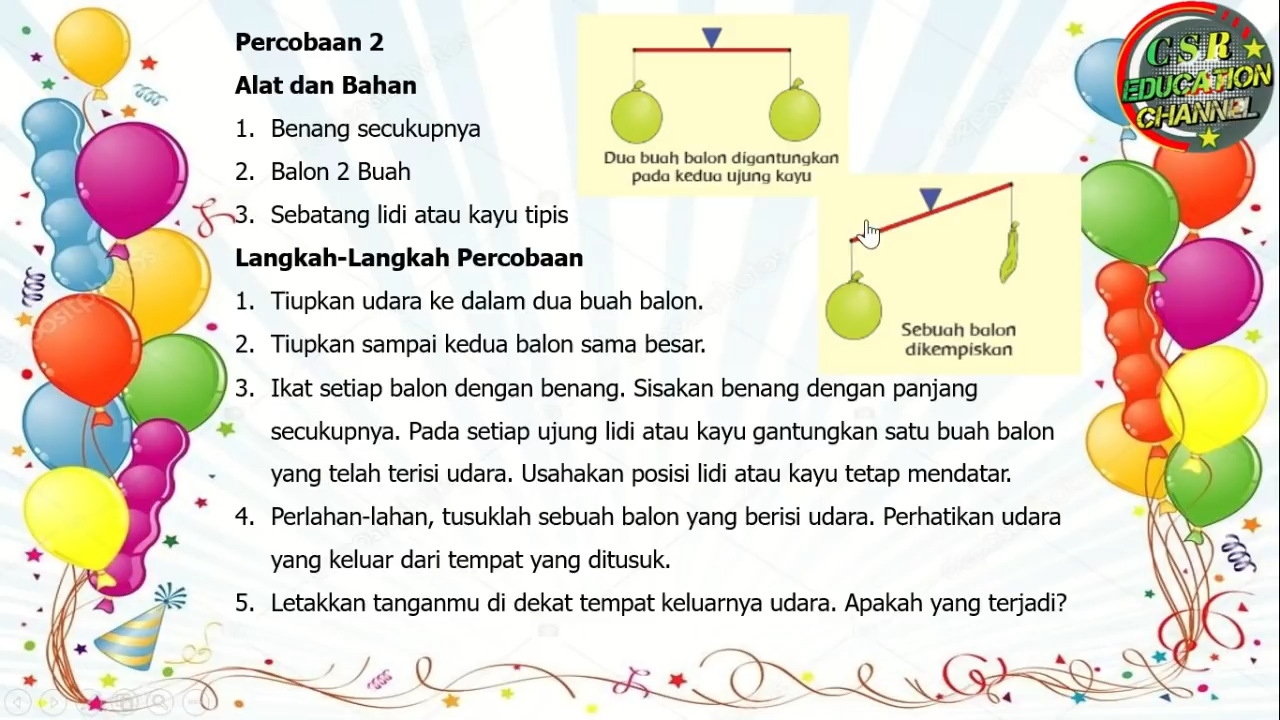 Percobaan 2
Alat dan Bahan
1. Benang secukupnya
2. Balon 2 Buah
3. Sebatang lidi atau kayu tipis
Dua buah balon digantungkan
pada kedua ujung kayu
Sebuah balon
dikempiskan
CSR
EDUCATION
CHANNEL
Langkah-Langkah Percobaan
1. Tiupkan udara ke dalam dua buah balon.
2. Tiupkan sampai kedua balon sama besar.
3. Ikat setiap balon dengan benang. Sisakan benang dengan panjang
secukupnya. Pada setiap ujung lidi atau kayu gantungkan satu buah balon
yang telah terisi udara. Usahakan posisi lidi atau kayu tetap mendatar.
4. Perlahan-lahan, tusuklah sebuah balon yang berisi udara. Perhatikan udara
yang keluar dari tempat yang ditusuk.
5. Letakkan tanganmu di dekat tempat keluarnya udara. Apakah yang terjadi?